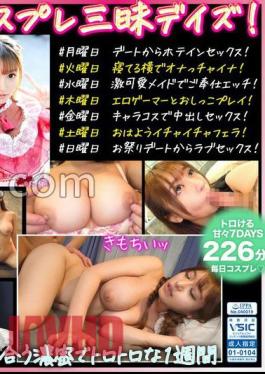 スプレ三昧デイズ!
#月曜日 デートからホテインセックス!
#火曜日 寝てる横でオナっチャイナ!
#水曜日 激可愛メイドでご奉仕エッチ!
#木曜日 エロゲーマーとおしっこプレイ!
#金曜日 キャラコスで中出しセックス!
#土曜日 おはようイチャイチャフェラ!
#日曜日 お祭りデートからラブセックス!
きもちいッ
トロける
甘々7DAYS
226分
毎日コスプレ♡
IPPA
VSIC
成人指定
01-0104
トロトロな1週間